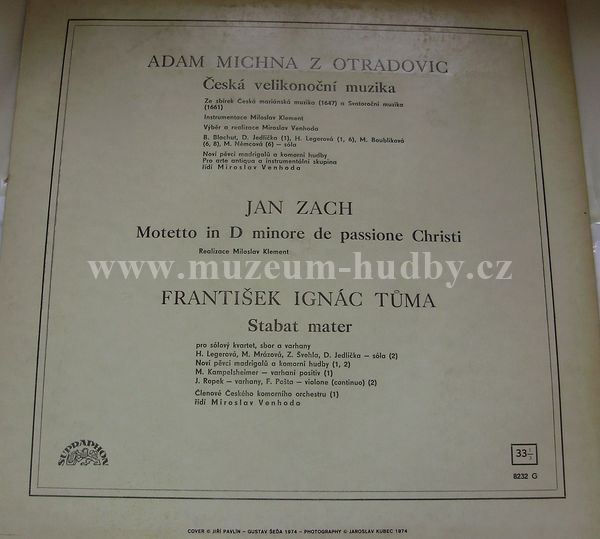 ADAM MICHNA Z OTRADOVIC
Česká velikonoční muzika
Ze sbírek Česká mariánská muzika (1647) a Svatoroční muzika
(1661)
Instrumentace Miloslav Klement
Výběr a realizace Miroslav Venhoda
B. Blachut, D. Jedlička (1), H. Legerová (1, 6), M. Boublíková
(6, 8), M. Němcová (6) – sóla
Noví pěvci madrigalů a komorní hudby
Pro arte antiqua a instrumentální skupina
řídí Miroslav Venhoda
JAN ZACH
Motetto in D minore de passione Christi
Realizace Miloslav Klement
www.muzeum-hudby.cz
FRANTIŠEK IGNÁC TŮMA
Stabat mater
pro sólový kvartet, sbor a varhany
H. Legerová, M. Mrázová, Z. Švehla, D. Jedlička – sóla (2)
Noví pěvci madrigalů a komorní hudby (1, 2)
M. Kampelsheimer – varhaní positiv (1)
J. Ropek – varhany, F. Pošta – violone (continuo) (2)
Členové Českého komorního orchestru (1)
řídí Miroslav Venhoda
SUPRAPHON
33 1/3
8232 G
COVER © JIŘÍ PAVLÍN – GUSTAV ŠEĎA 1974 – PHOTOGRAPHY © JAROSLAV KUBEC 1974